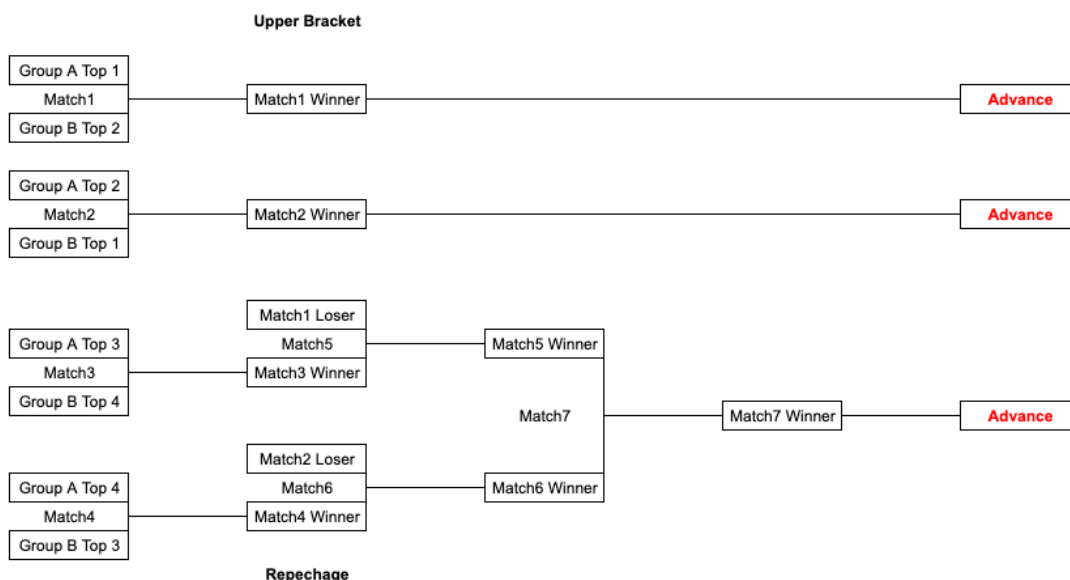 Upper Bracket
Group A Top 1
Match1
Group B Top 2
Match1 Winner
Advance
Group A Top 2
Match2
Group B Top 1
Match2 Winner
Advance
Group A Top 3
Match3
Group B Top 4
Match1 Loser
Match5
Match3 Winner
Match5 Winner
Match7
Match7 Winner
Advance
Group A Top 4
Match4
Group B Top 3
Match2 Loser
Match6
Match4 Winner
Match6 Winner
Repechage